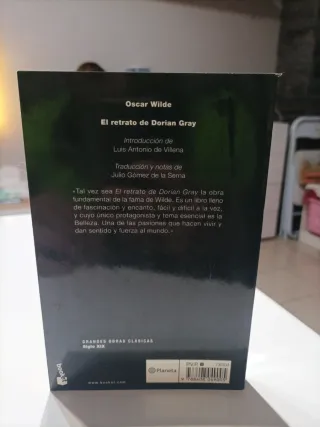 Oscar Wilde
El retrato de Dorian Gray
Introducción de
Luis Antonio de Villena
Traducción y notas de
Julio Gómez de la Serna
«Tal vez sea El retrato de Dorian Gray la obra
fundamental de la fama de Wilde. Es un libro lleno
de fascinación y encanto, fácil y difícil a la vez,
y cuyo único protagonista y tema esencial es la
Belleza. Una de las pasiones que hacen vivir y
dan sentido y fuerza al mundo.»
GRANDES OBRAS CLÁSICAS
Siglo XIX
Planeta
booket